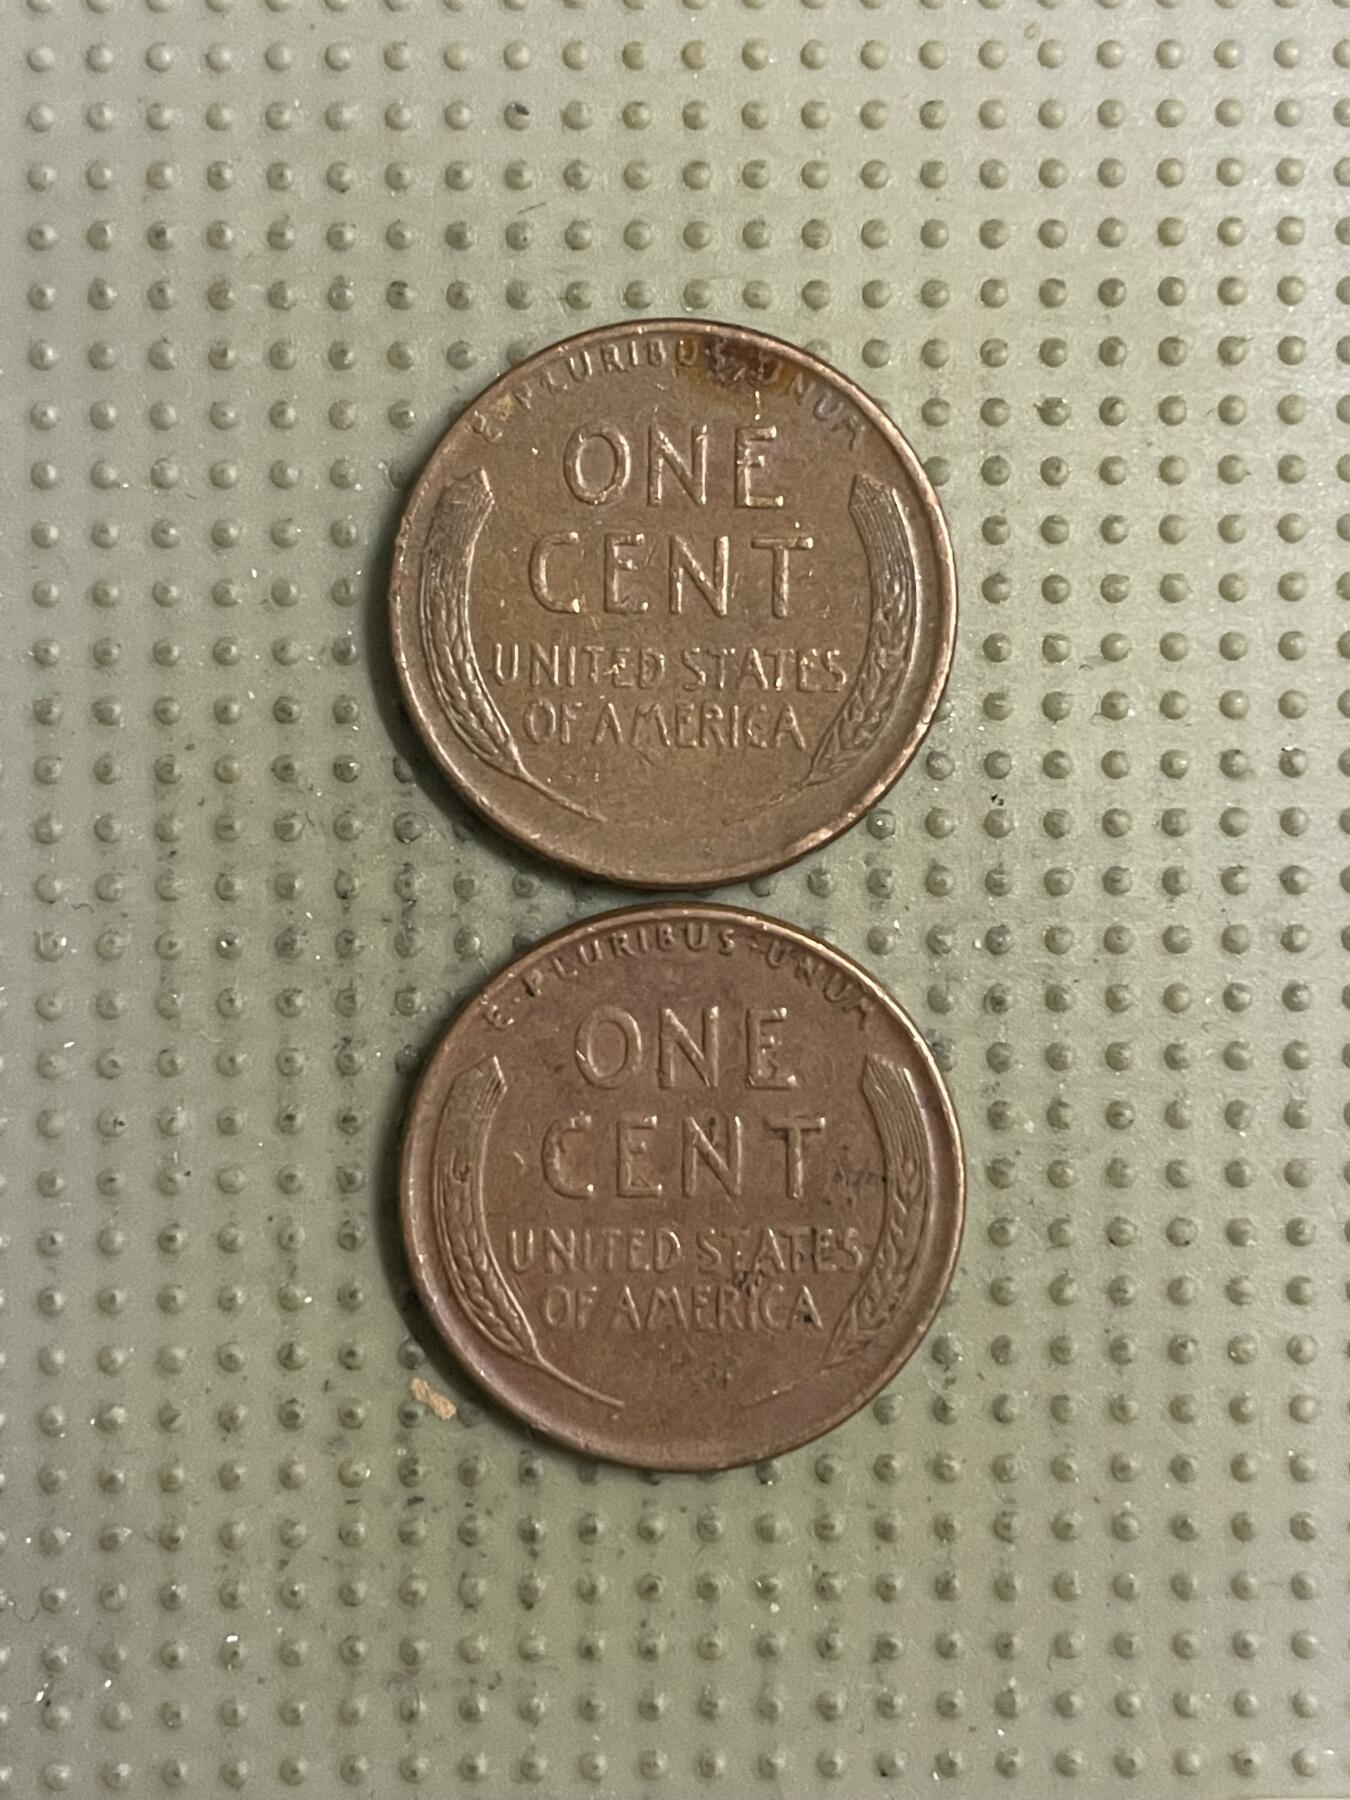 E·PLURIBUS·UNUM
ONE
CENT
UNITED STATES
OF AMERICA
E·PLURIBUS·UNUM
ONE
CENT
UNITED STATES
OF AMERICA